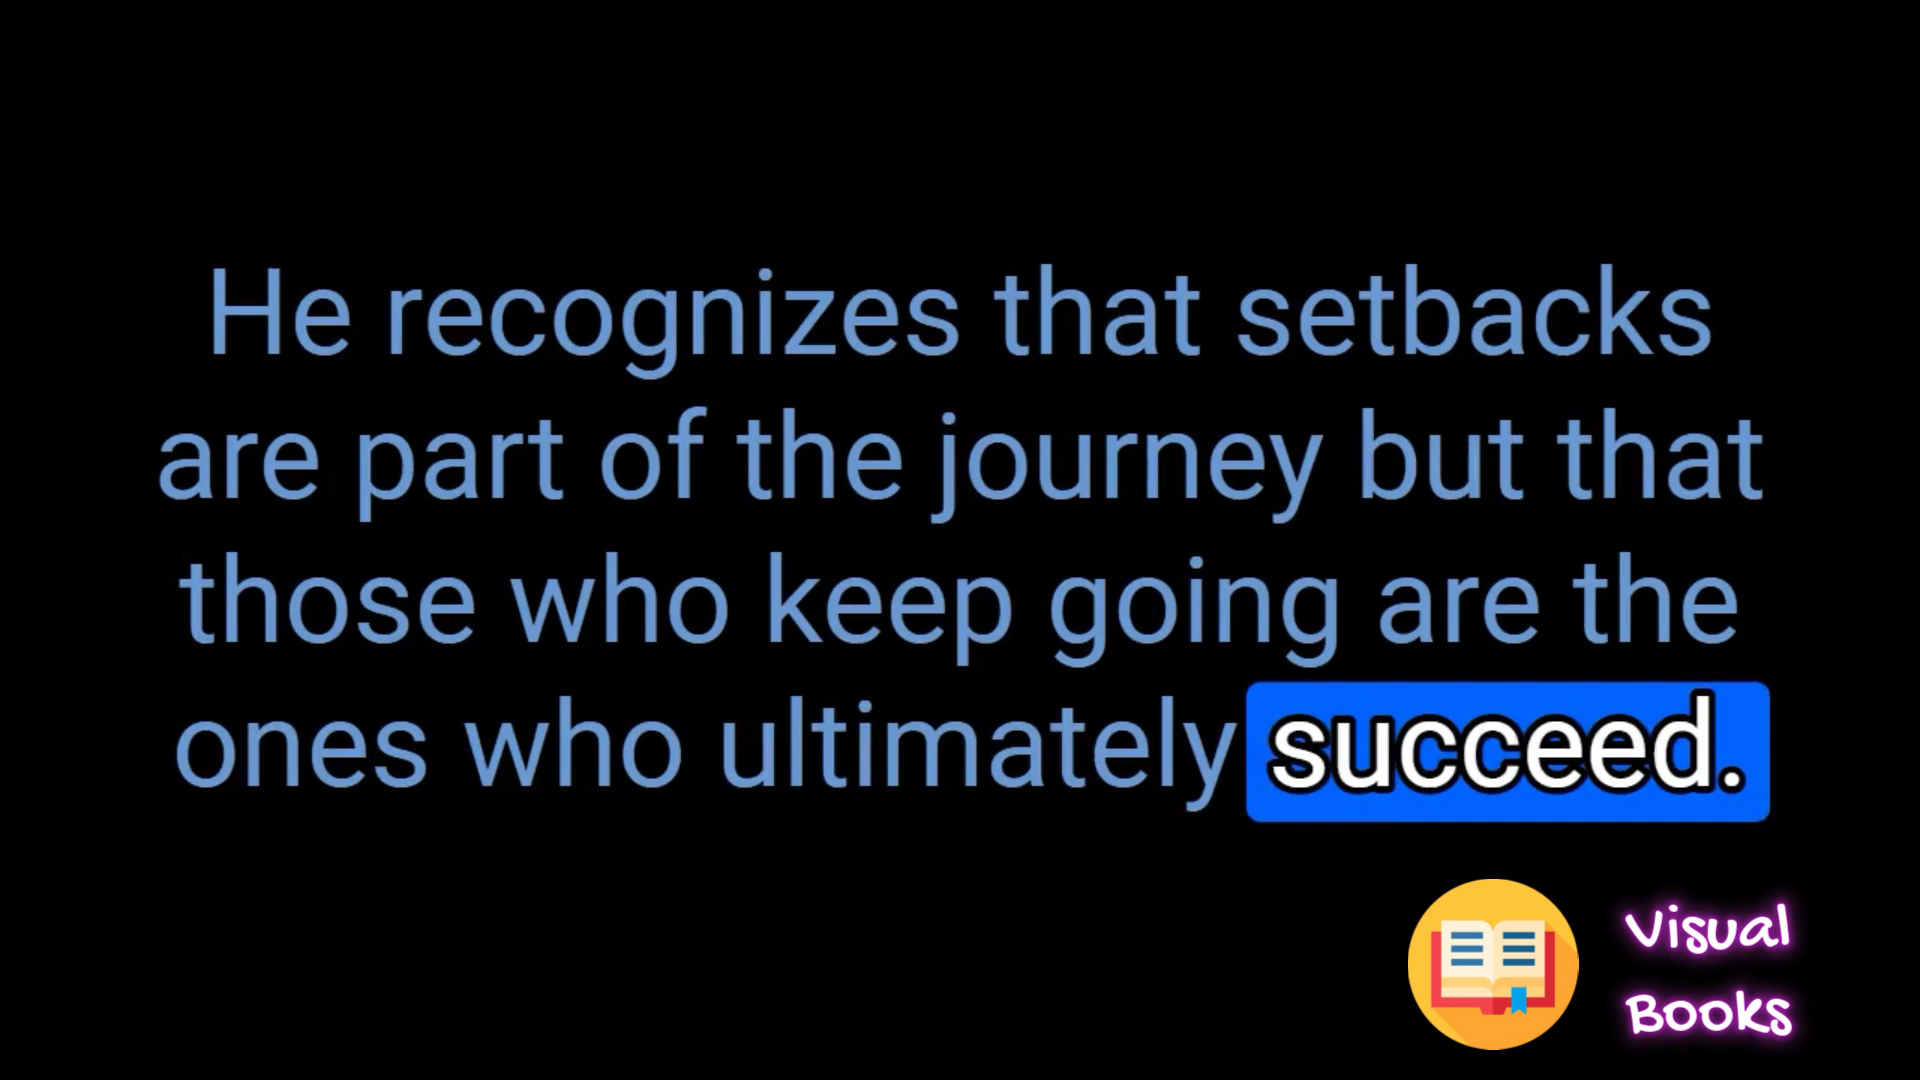 He recognizes that setbacks
are part of the journey but that
those who keep going are the
ones who ultimately succeed.
Visual
Books